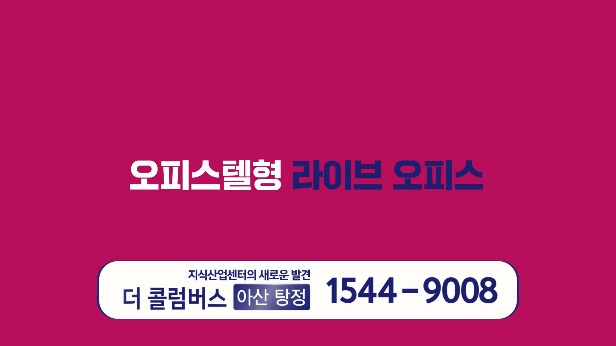 오피스텔형 라이브 오피스
지식산업센터의 새로운 발견
더 콜럼버스 아산 탕정 1544-9008